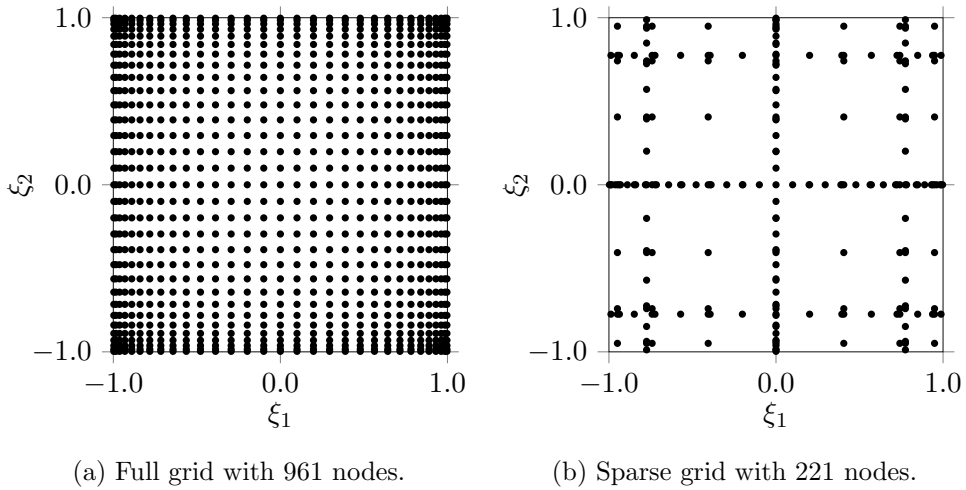 1.0 1.0
ξ2 0.0 ξ2 0.0
−1.0 −1.0
−1.0 0.0 1.0 −1.0 0.0 1.0
ξ1 ξ1
(a) Full grid with 961 nodes. (b) Sparse grid with 221 nodes.